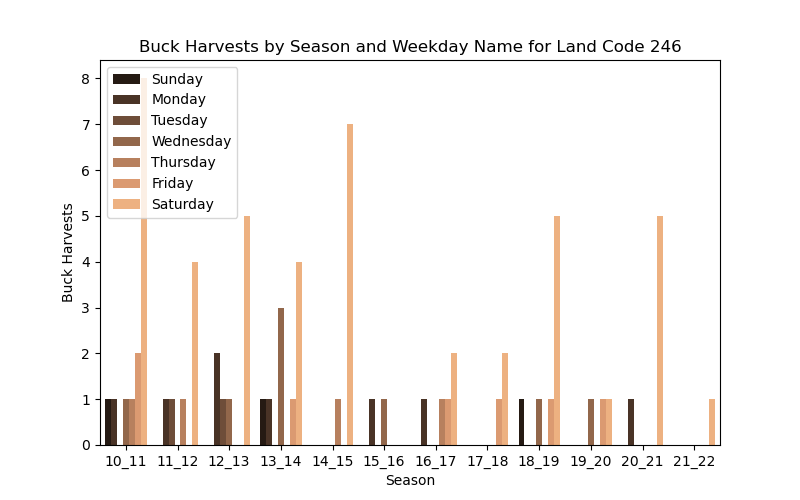 Buck Harvests by Season and Weekday Name for Land Code 246
Sunday
Monday
Tuesday
Wednesday
Thursday
Friday
Saturday
8
7
6
5
4
3
2
1
0
Buck Harvests
10_11 11_12 12_13 13_14 14_15 15_16 16_17 17_18 18_19 19_20 20_21 21_22
Season